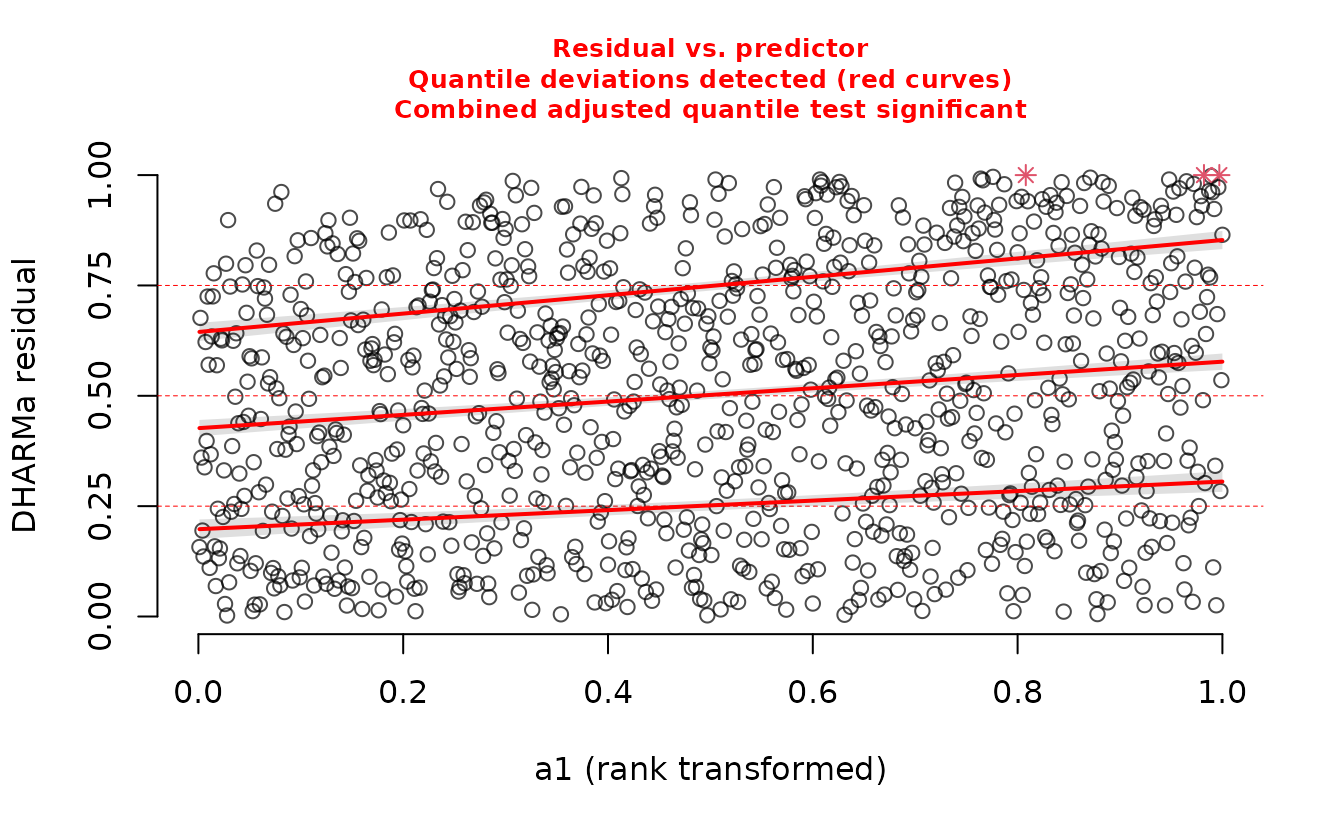 Residual vs. predictor
Quantile deviations detected (red curves)
Combined adjusted quantile test significant
DHARMa residual
1.00
0.75
0.50
0.25
0.00
0.0 0.2 0.4 0.6 0.8 1.0
a1 (rank transformed)